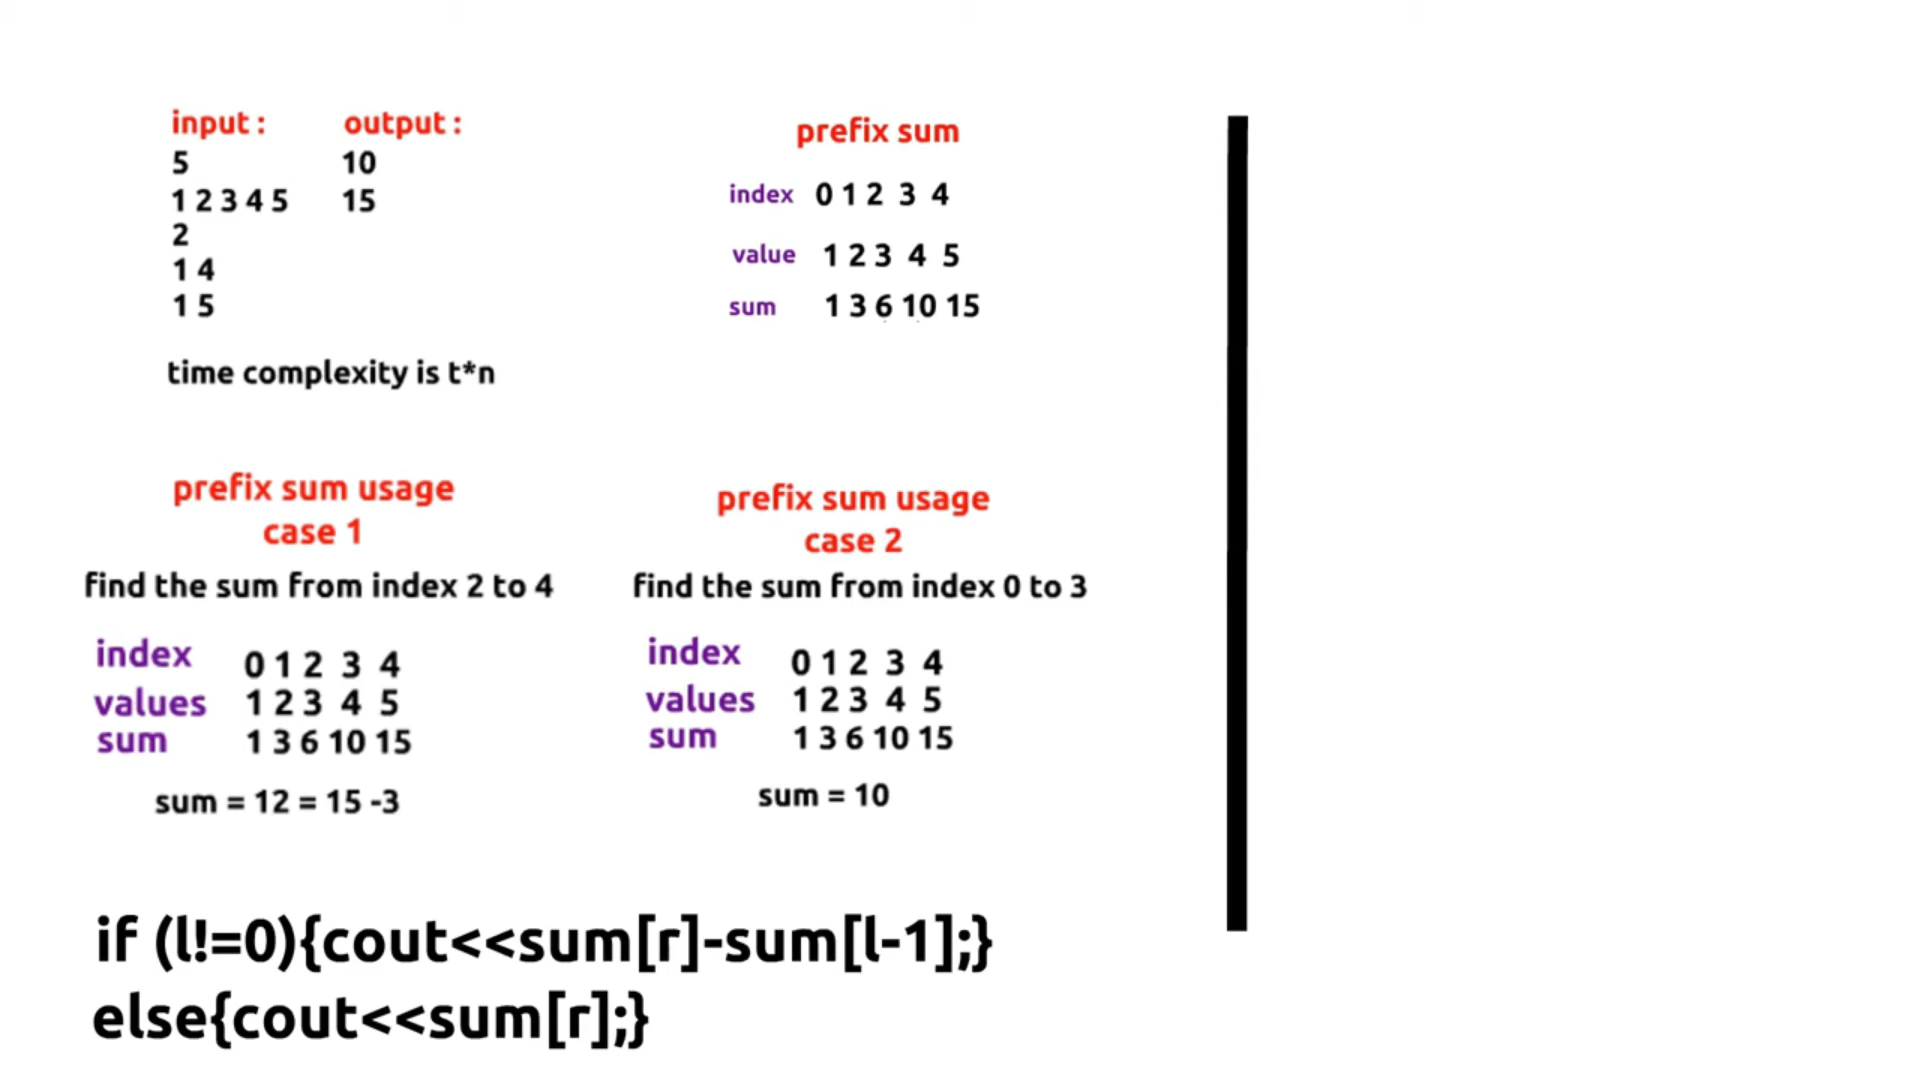 input : output :
5 10
1 2 3 4 5 15
2
1 4
1 5
time complexity is t*n
prefix sum
index 0 1 2 3 4
value 1 2 3 4 5
sum 1 3 6 10 15
prefix sum usage
case 1
find the sum from index 2 to 4
index 0 1 2 3 4
values 1 2 3 4 5
sum 1 3 6 10 15
sum = 12 = 15 -3
prefix sum usage
case 2
find the sum from index 0 to 3
index 0 1 2 3 4
values 1 2 3 4 5
sum 1 3 6 10 15
sum = 10
if (l!=0){cout<<sum[r]-sum[l-1];}
else{cout<<sum[r];}